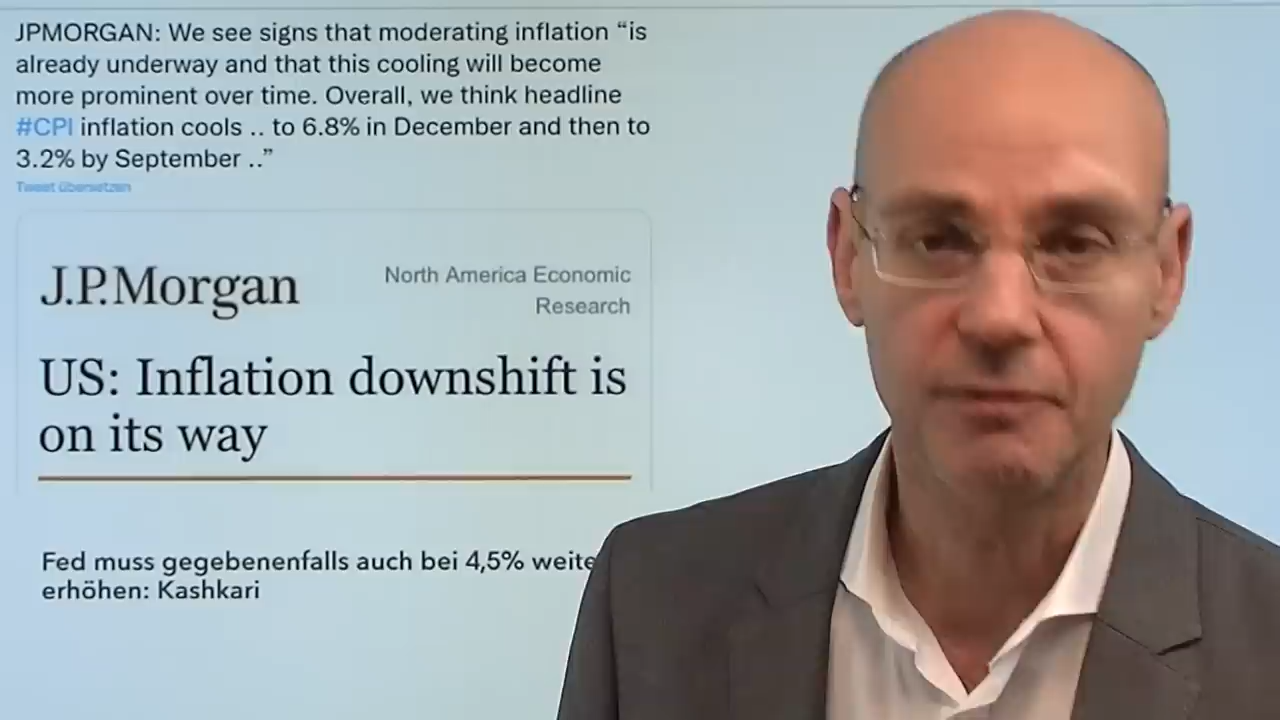 JPMORGAN: We see signs that moderating inflation “is
already underway and that this cooling will become
more prominent over time. Overall, we think headline
#CPI inflation cools .. to 6.8% in December and then to
3.2% by September ..”
Tweet übersetzen
J.P.Morgan
North America Economic
Research
US: Inflation downshift is
on its way
Fed muss gegebenenfalls auch bei 4,5% weite
erhöhen: Kashkari